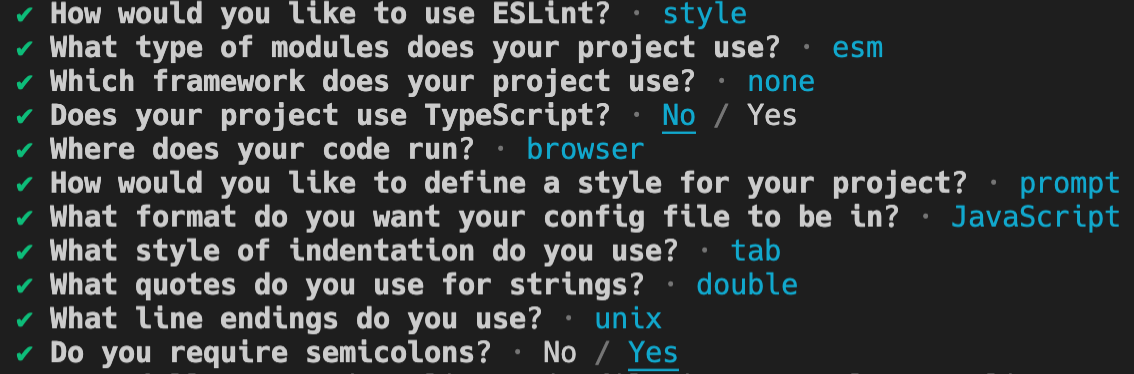 ✔ How would you like to use ESLint? · style
✔ What type of modules does your project use? · esm
✔ Which framework does your project use? · none
✔ Does your project use TypeScript? · No / Yes
✔ Where does your code run? · browser
✔ How would you like to define a style for your project? · prompt
✔ What format do you want your config file to be in? · JavaScript
✔ What style of indentation do you use? · tab
✔ What quotes do you use for strings? · double
✔ What line endings do you use? · unix
✔ Do you require semicolons? · No / Yes